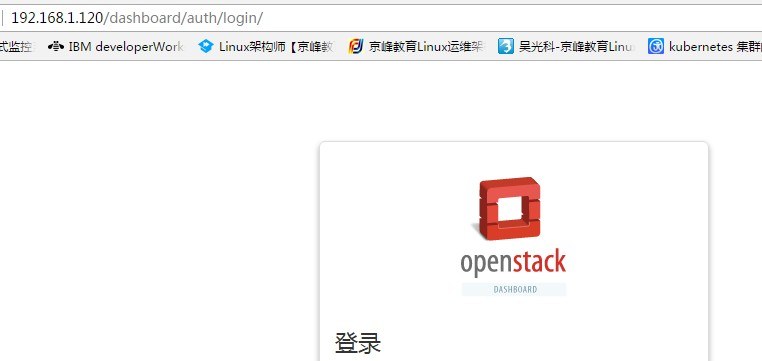 192.168.1.120/dashboard/auth/login/
式监控 IBM developerWork Linux架构师【京峰教 京峰教育Linux运维架 吴光科-京峰教育Linu kubernetes 集群的
openstack
DASHBOARD
登录